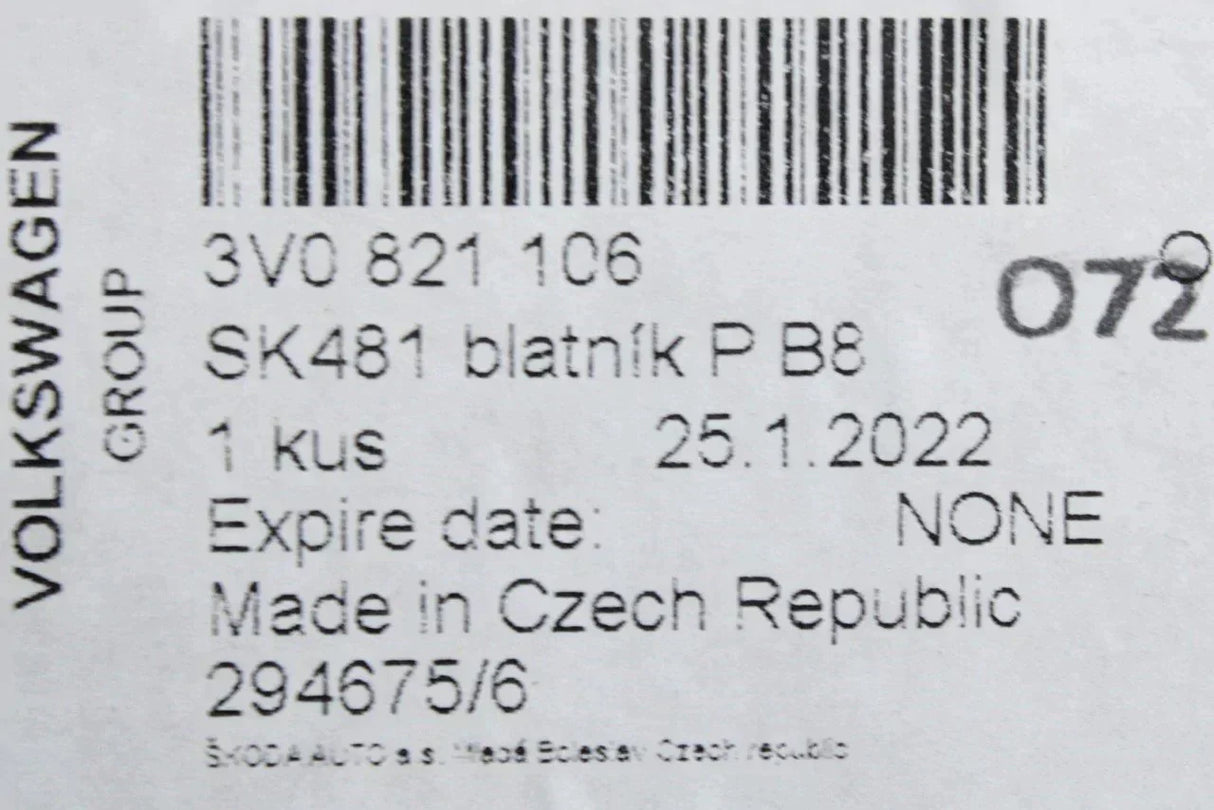 VOLKSWAGEN
GROUP
3V0 821 106
072
SK481 blatník P B8
1 kus 25.1.2022
Expire date: NONE
Made in Czech Republic
294675/6
ŠKODA AUTO a.s. Mladá Boleslav Czech republic